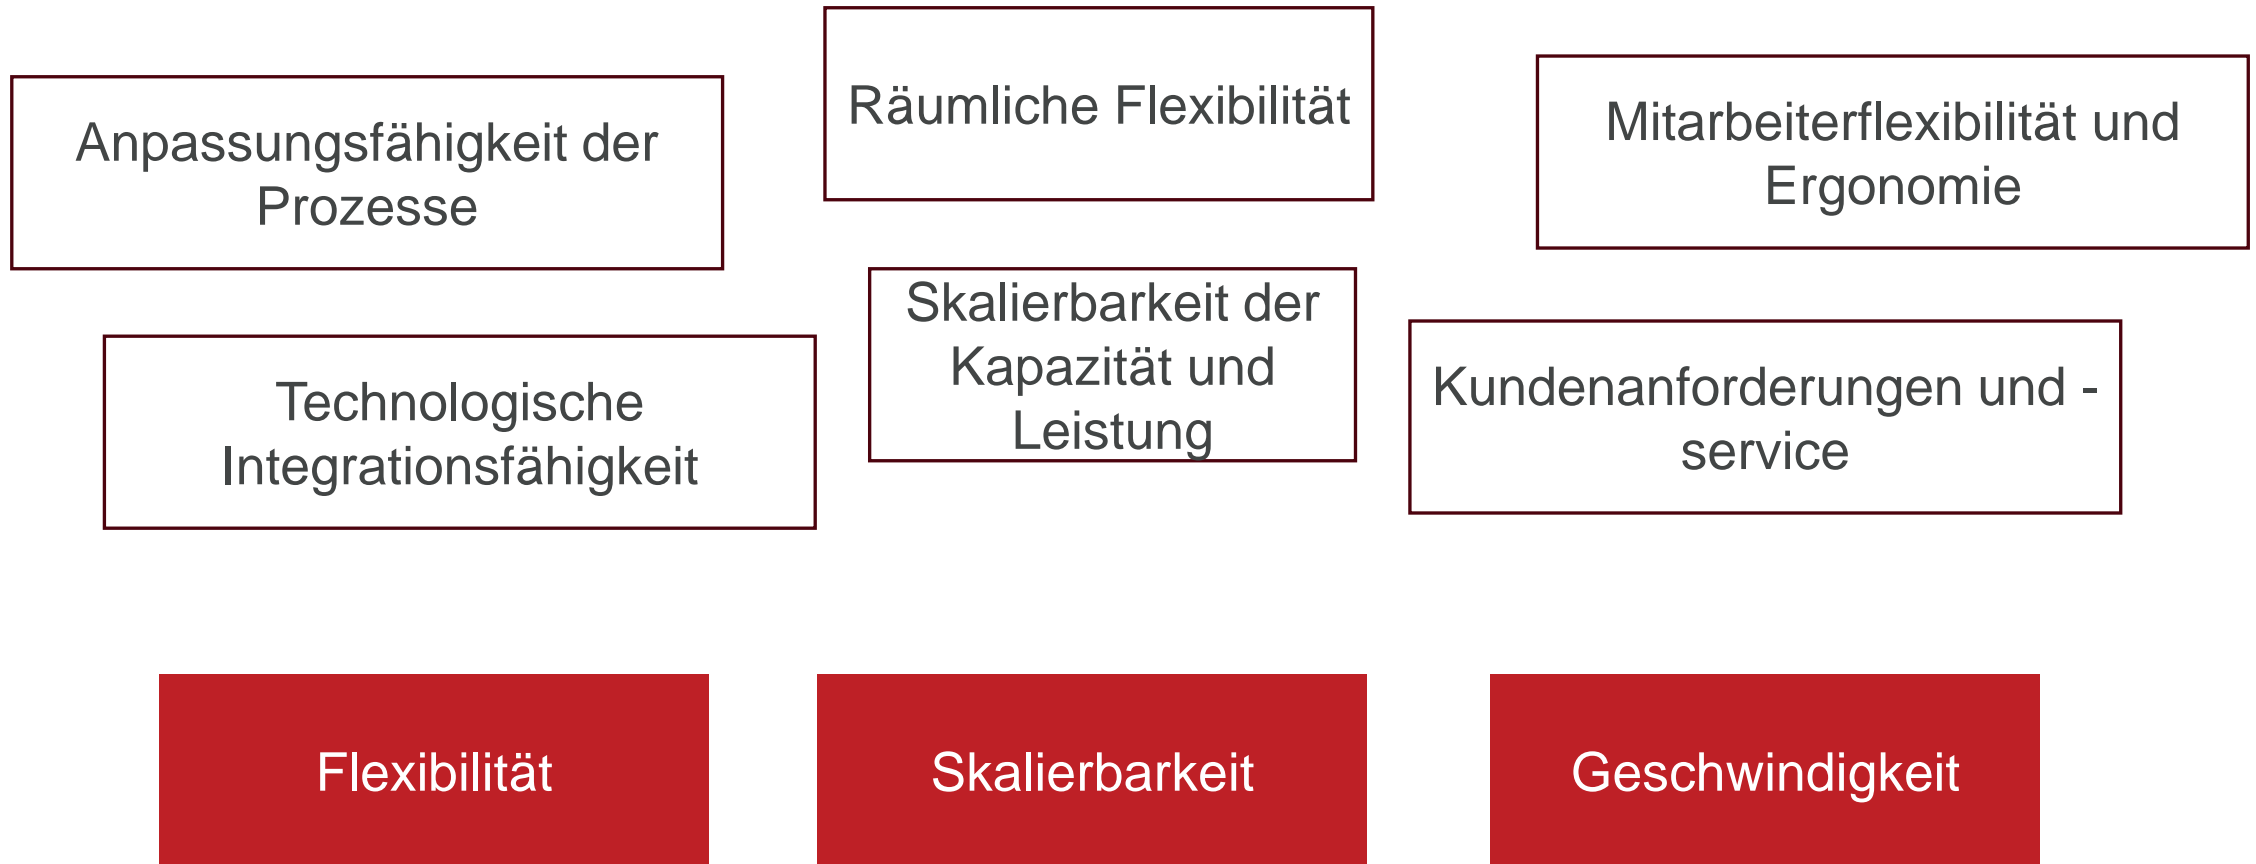 Anpassungsfähigkeit der
Prozesse
Räumliche Flexibilität
Mitarbeiterflexibilität und
Ergonomie
Technologische
Integrationsfähigkeit
Skalierbarkeit der
Kapazität und
Leistung
Kundenanforderungen und -
service
Flexibilität
Skalierbarkeit
Geschwindigkeit